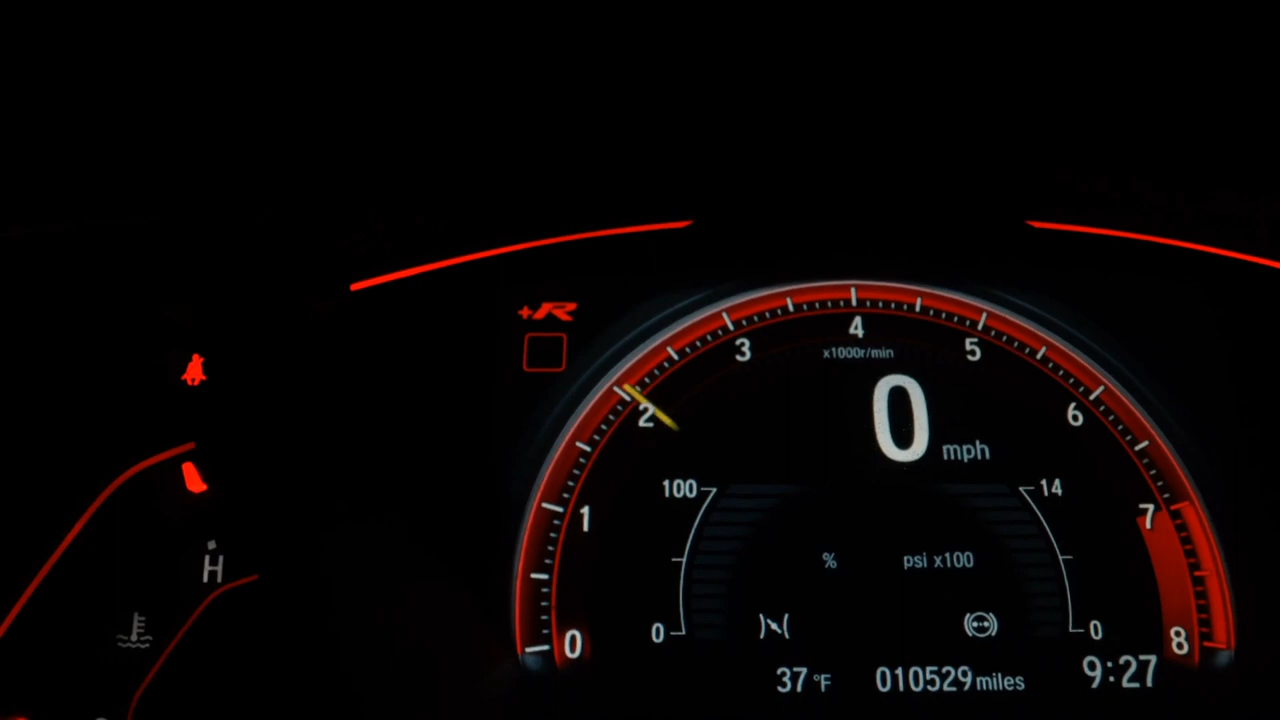 +R
4
3 5
x1000r/min
2 6
0 mph
100 14
1 7
% psi x100
H
0 0
0 8
37 °F 010529 miles 9:27